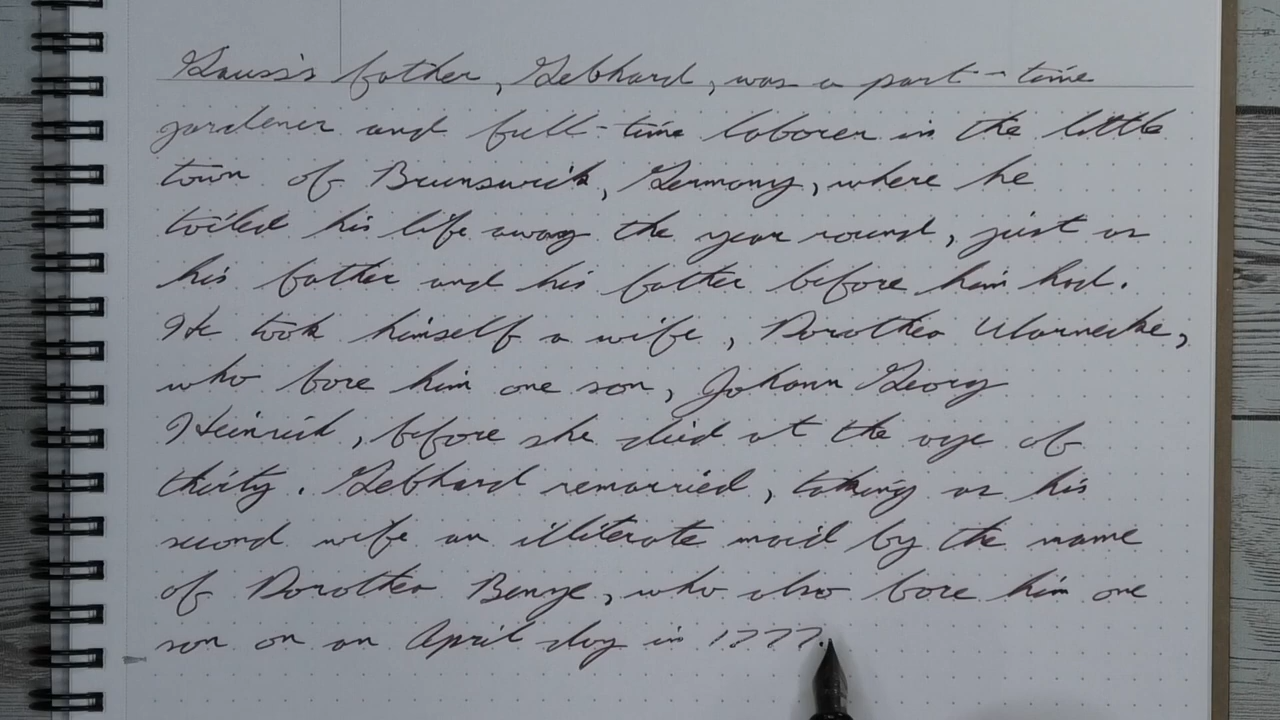 Gauss's father, Gebhard, was a part-time
gardener and full-time laborer in the little
town of Brunswick, Germany, where he
toiled his life away the year round, just as
his father and his father before him had.
He took himself a wife, Dorothea Warnecke,
who bore him one son, Johann Georg
Heinrich, before she died at the age of
thirty. Gebhard remarried, taking as his
second wife an illiterate maid by the name
of Dorothea Benze, who also bore him one
son on an April day in 1777.